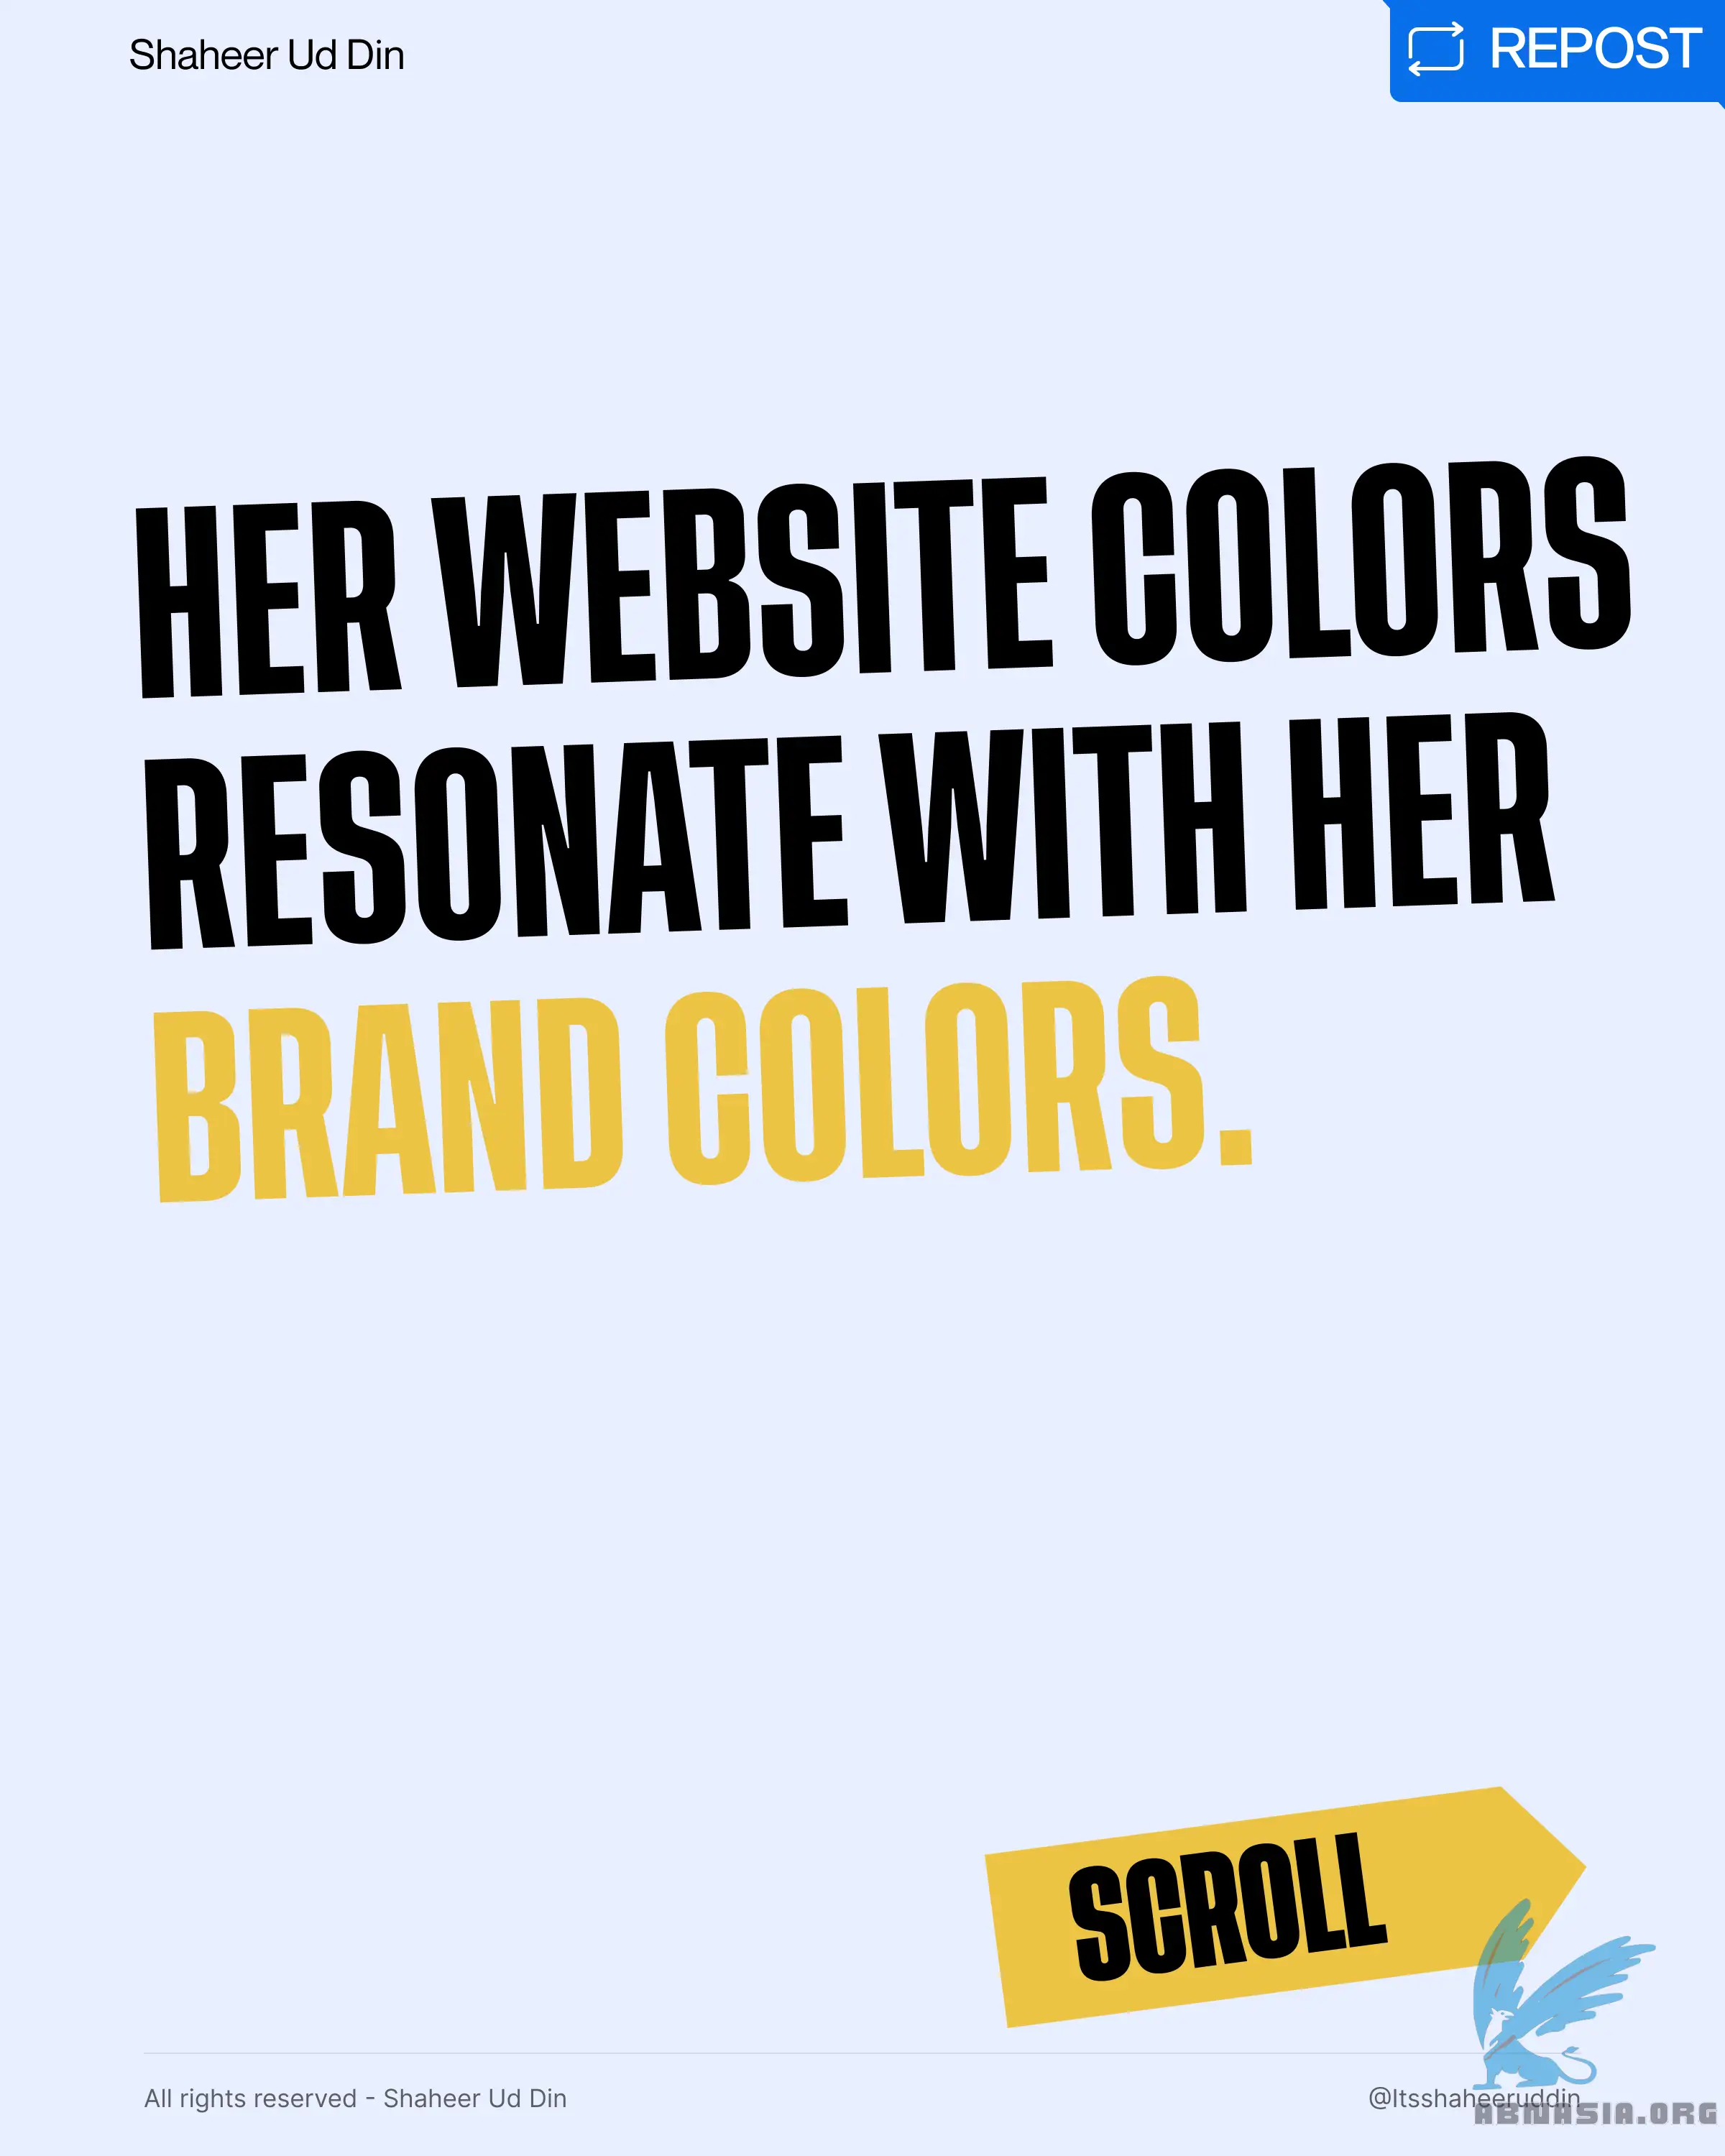 Shaheer Ud Din
REPOST
HER WEBSITE COLORS
RESONATE WITH HER
BRAND COLORS.
SCROLL
All rights reserved - Shaheer Ud Din
@Itsshaheeruddin
ABNASIA.ORG